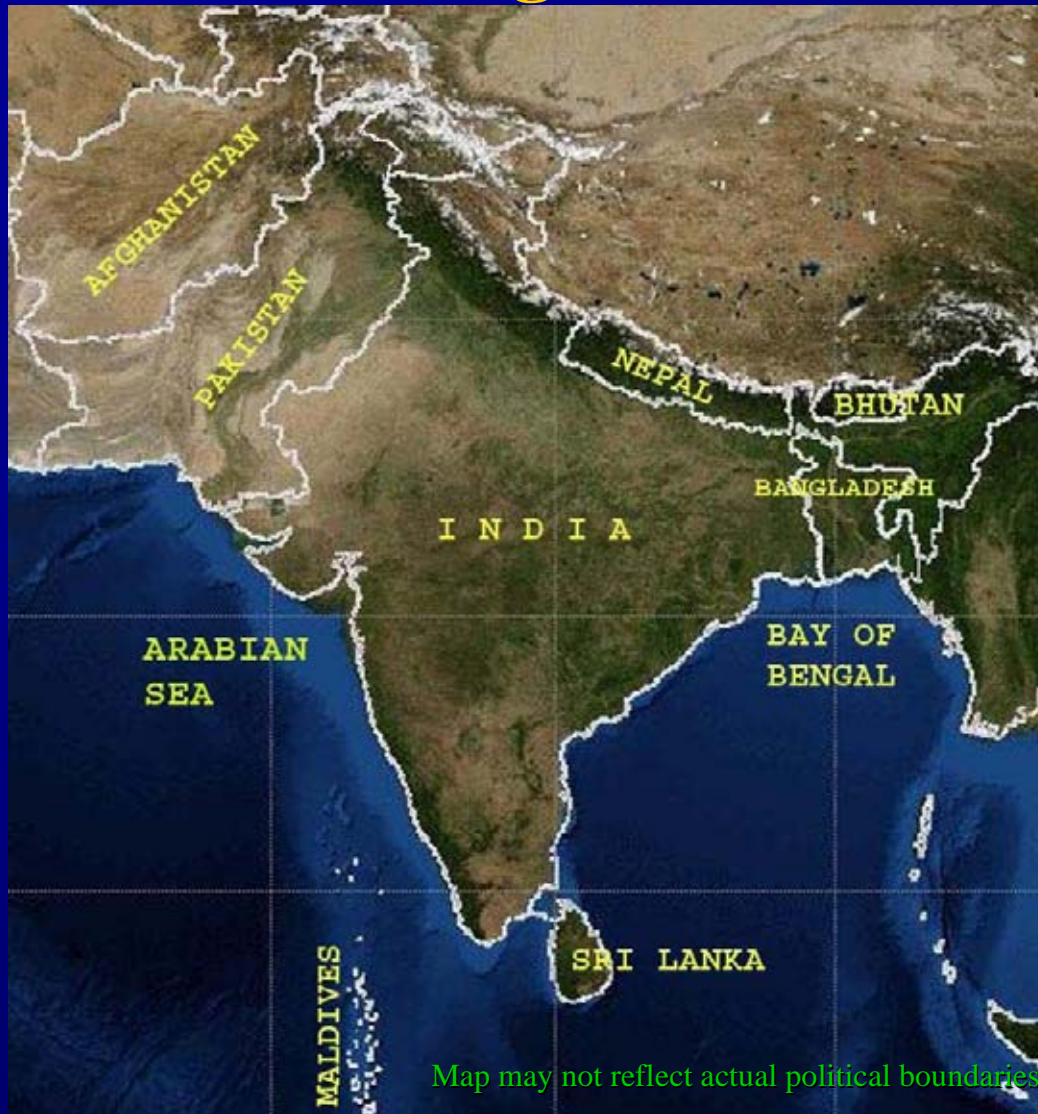 AFGHANISTAN
PAKISTAN
NEPAL
BHUTAN
BANGLADESH
I N D I A
ARABIAN
SEA
BAY OF
BENGAL
SRI LANKA
MALDIVES
Map may not reflect actual political boundaries